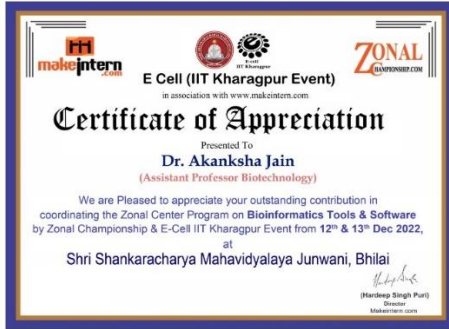 makeintern
.com
Ecell
IIT Kharagpur
ZONAL
CHAMPIONSHIP.COM
E Cell (IIT Kharagpur Event)
in association with www.makeintern.com
Certificate of Appreciation
Presented To
Dr. Akanksha Jain
(Assistant Professor Biotechnology)
We are Pleased to appreciate your outstanding contribution in
coordinating the Zonal Center Program on Bioinformatics Tools & Software
by Zonal Championship & E-Cell IIT Kharagpur Event from 12th & 13th Dec 2022,
at
Shri Shankaracharya Mahavidyalaya Junwani, Bhilai
(Hardeep Singh Puri)
Director
Makeintern.com